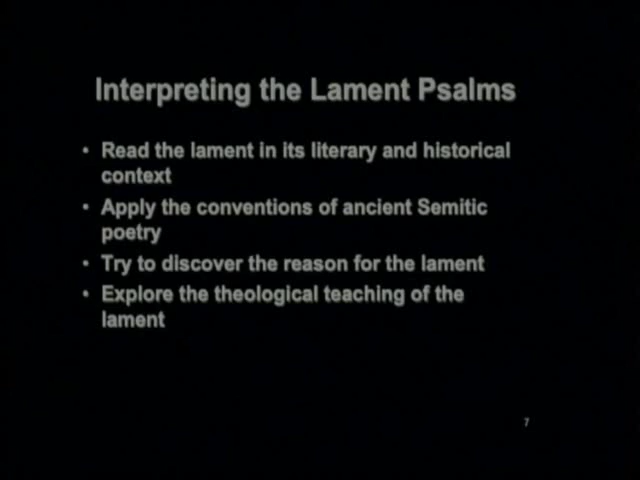 Interpreting the Lament Psalms
• Read the lament in its literary and historical
context
• Apply the conventions of ancient Semitic
poetry
• Try to discover the reason for the lament
• Explore the theological teaching of the
lament
7